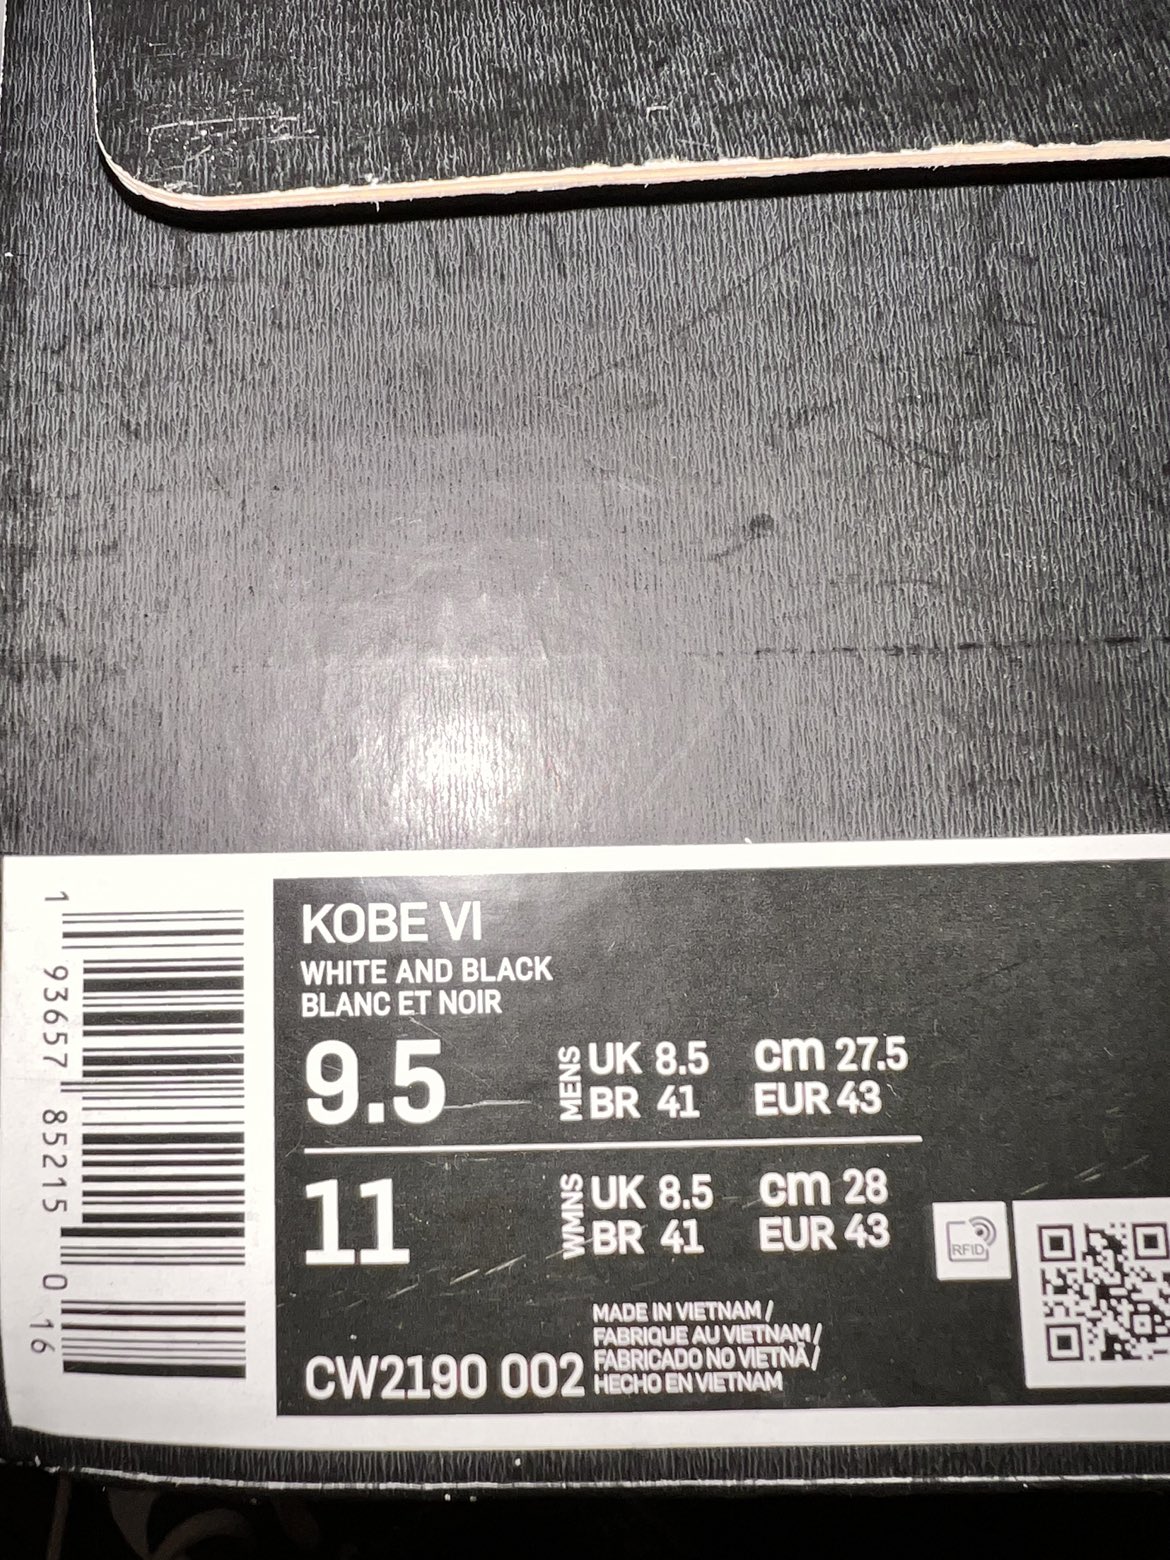 KOBE VI
WHITE AND BLACK
BLANC ET NOIR
9.5 MENS UK 8.5 cm 27.5
BR 41 EUR 43
11 WMNS UK 8.5 cm 28
BR 41 EUR 43
RFID
MADE IN VIETNAM /
FABRIQUE AU VIETNAM /
FABRICADO NO VIETNÃ /
HECHO EN VIETNAM
CW2190 002
1 93657 85215 0 16